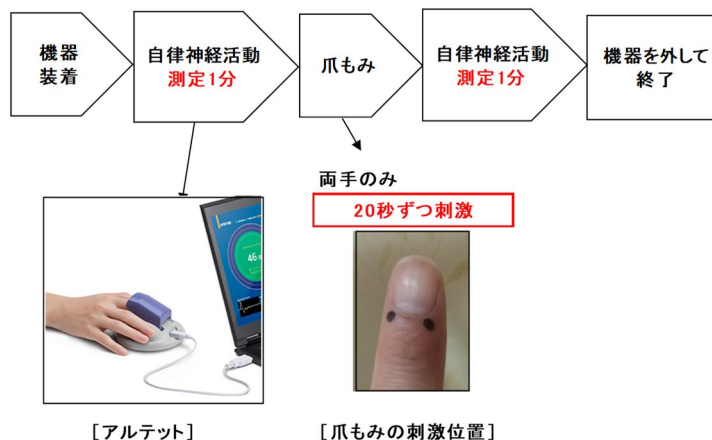 機器
装着
自律神経活動
測定1分
爪もみ
自律神経活動
測定1分
機器を外して
終了
両手のみ
20秒ずつ刺激
46
[アルテット]
[爪もみの刺激位置]